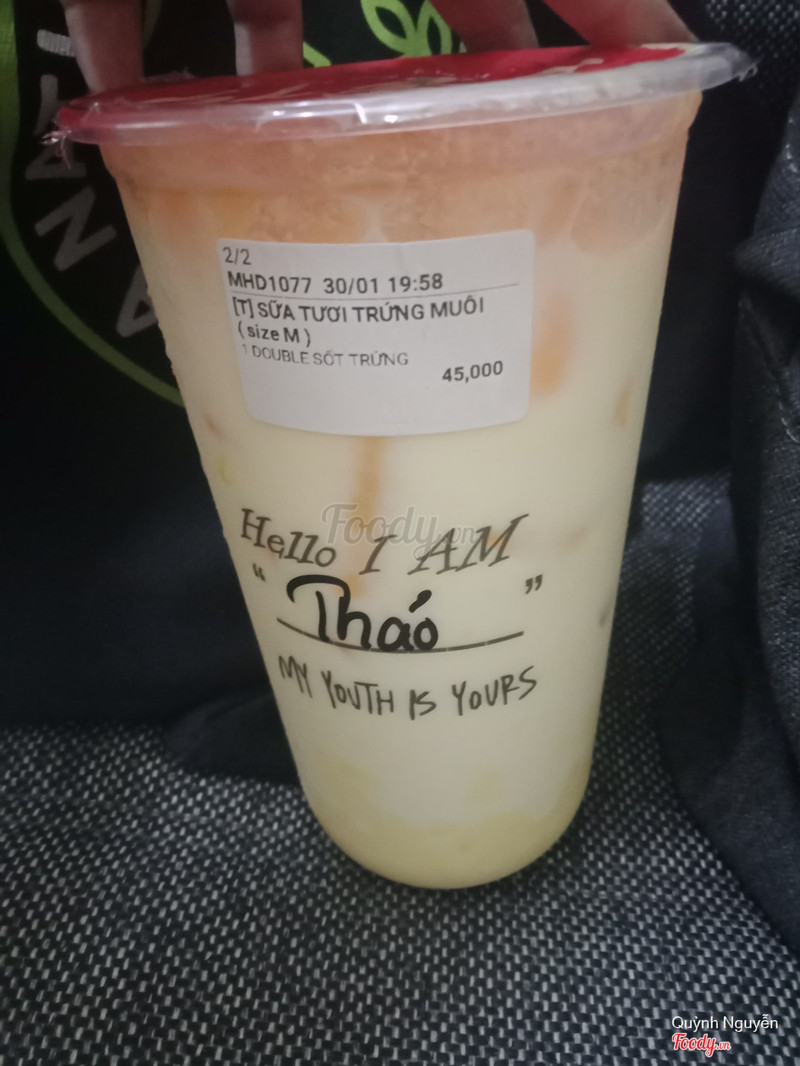 2/2
MHD1077 30/01 19:58
[T] SỮA TƯƠI TRỨNG MUỐI
( size M )
1 DOUBLE SỐT TRỨNG
45,000
Foody.vn
Hello I AM
“ Thảo ”
MY YOUTH IS YOURS
Quỳnh Nguyễn
Foody.vn